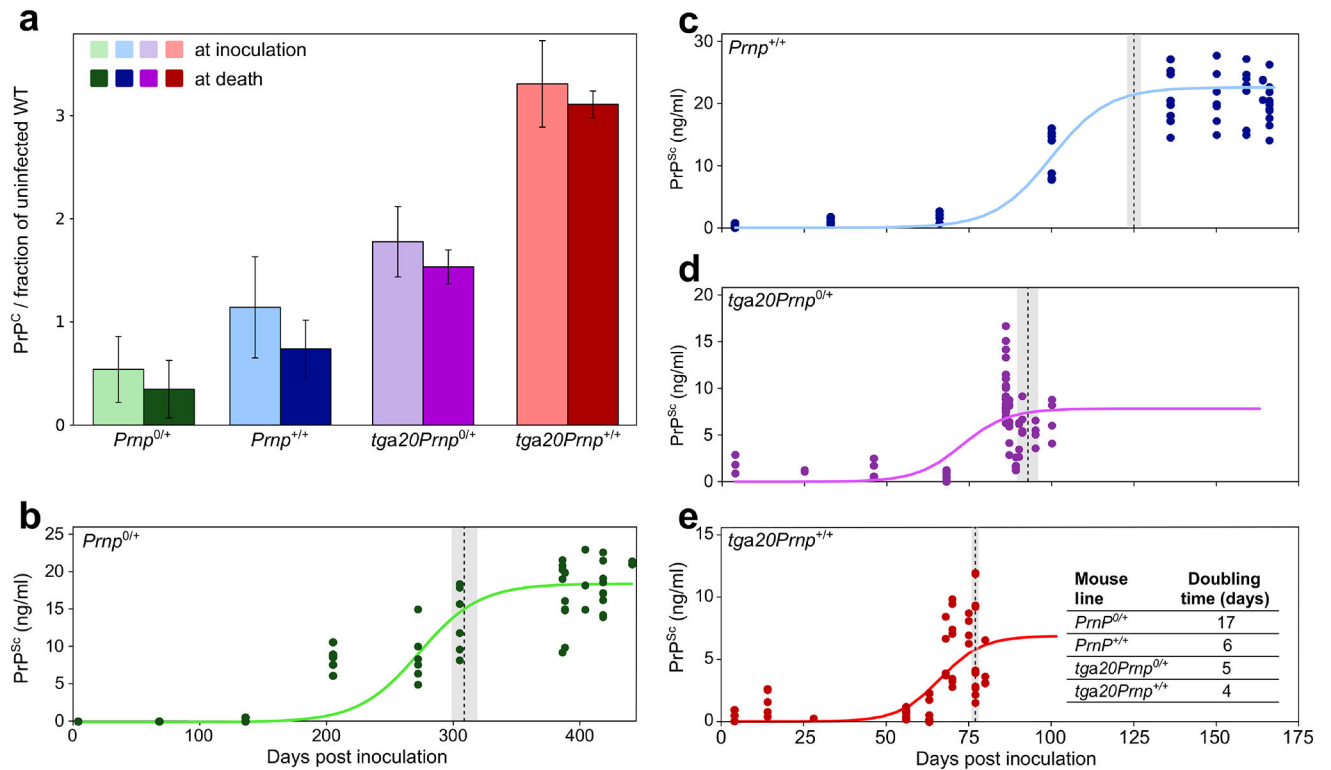 a
at inoculation
at death
PrP^C / fraction of uninfected WT
3
2
1
0
Prnp^0/+
Prnp^+/+
tga20Prnp^0/+
tga20Prnp^+/+
b
Prnp^0/+
PrP^Sc (ng/ml)
25
20
15
10
5
0
0 100 200 300 400
Days post inoculation
c
Prnp^+/+
PrP^Sc (ng/ml)
30
20
10
0
d
tga20Prnp^0/+
PrP^Sc (ng/ml)
20
15
10
5
0
e
tga20Prnp^+/+
PrP^Sc (ng/ml)
15
10
5
0
Mouse line Doubling time (days)
PrnP^0/+ 17
PrnP^+/+ 6
tga20Prnp^0/+ 5
tga20Prnp^+/+ 4
0 25 50 75 100 125 150 175
Days post inoculation